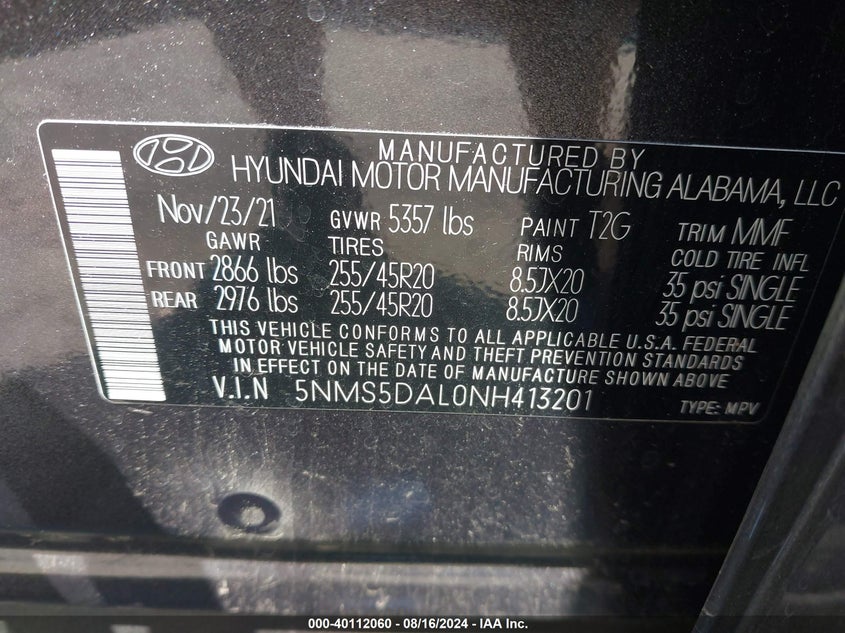 MANUFACTURED BY
HYUNDAI MOTOR MANUFACTURING ALABAMA, LLC
Nov/23/21 GVWR 5357 lbs PAINT T2G TRIM MMF
GAWR TIRES RIMS COLD TIRE INFL
FRONT 2866 lbs 255/45R20 8.5JX20 35 psi SINGLE
REAR 2976 lbs 255/45R20 8.5JX20 35 psi SINGLE
THIS VEHICLE CONFORMS TO ALL APPLICABLE U.S.A. FEDERAL
MOTOR VEHICLE SAFETY AND THEFT PREVENTION STANDARDS
IN EFFECT ON THE DATE OF MANUFACTURE SHOWN ABOVE
V.I.N 5NMS5DAL0NH413201 TYPE: MPV
000-40112060 - 08/16/2024 - IAA Inc.